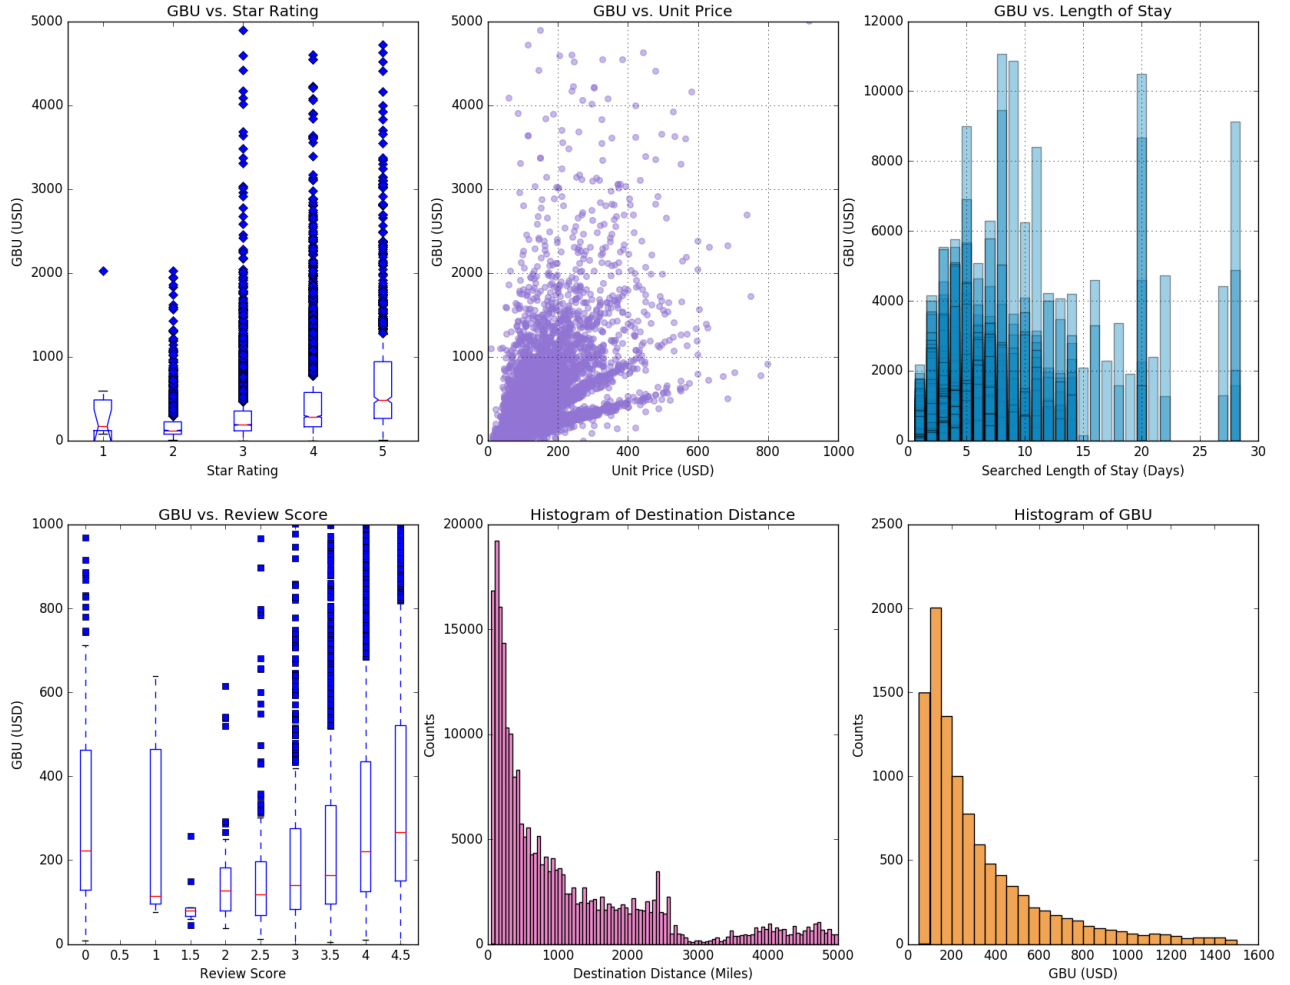 GBU vs. Star Rating
GBU (USD)
5000
4000
3000
2000
1000
0
1 2 3 4 5
Star Rating
GBU vs. Unit Price
GBU (USD)
5000
4000
3000
2000
1000
0
0 200 400 600 800 1000
Unit Price (USD)
GBU vs. Length of Stay
GBU (USD)
12000
10000
8000
6000
4000
2000
0
0 5 10 15 20 25 30
Searched Length of Stay (Days)
GBU vs. Review Score
GBU (USD)
1000
800
600
400
200
0
0 0.5 1 1.5 2 2.5 3 3.5 4 4.5
Review Score
Histogram of Destination Distance
Counts
20000
15000
10000
5000
0
0 1000 2000 3000 4000 5000
Destination Distance (Miles)
Histogram of GBU
Counts
2500
2000
1500
1000
500
0
0 200 400 600 800 1000 1200 1400 1600
GBU (USD)